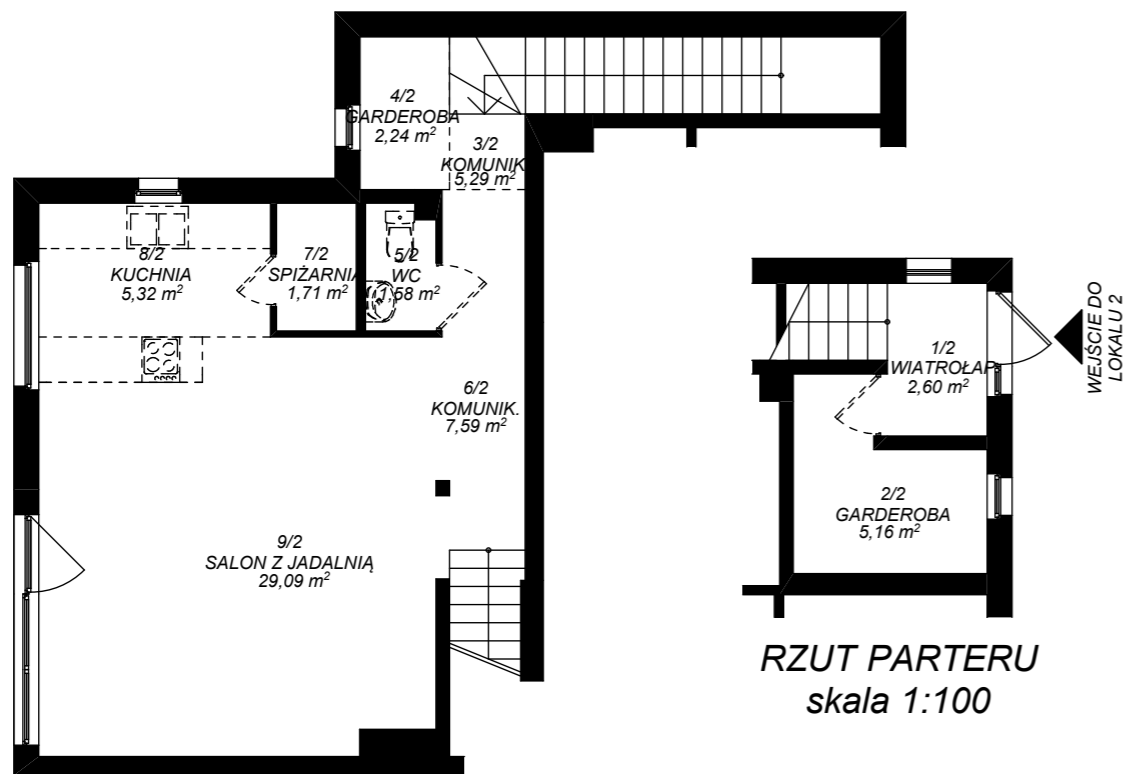 4/2
GARDEROBA
2,24 m²
3/2
KOMUNIK.
5,29 m²
8/2
KUCHNIA
5,32 m²
7/2
SPIŻARNIA
1,71 m²
5/2
WC
1,68 m²
6/2
KOMUNIK.
7,59 m²
9/2
SALON Z JADALNIĄ
29,09 m²
1/2
WIATROŁAP
2,60 m²
2/2
GARDEROBA
5,16 m²
WEJŚCIE DO
LOKALU 2
RZUT PARTERU
skala 1:100